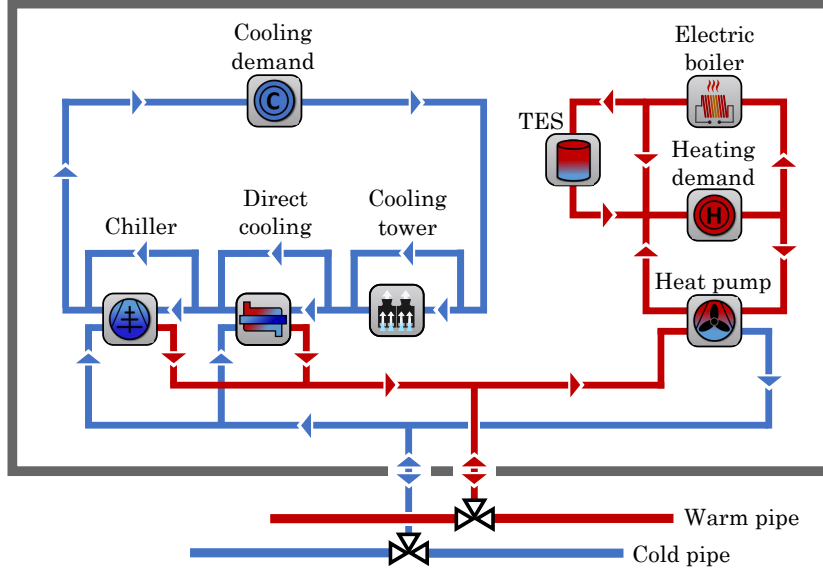 Cooling
demand
C
Electric
boiler
TES
Heating
demand
H
Chiller
Direct
cooling
Cooling
tower
Heat pump
Warm pipe
Cold pipe